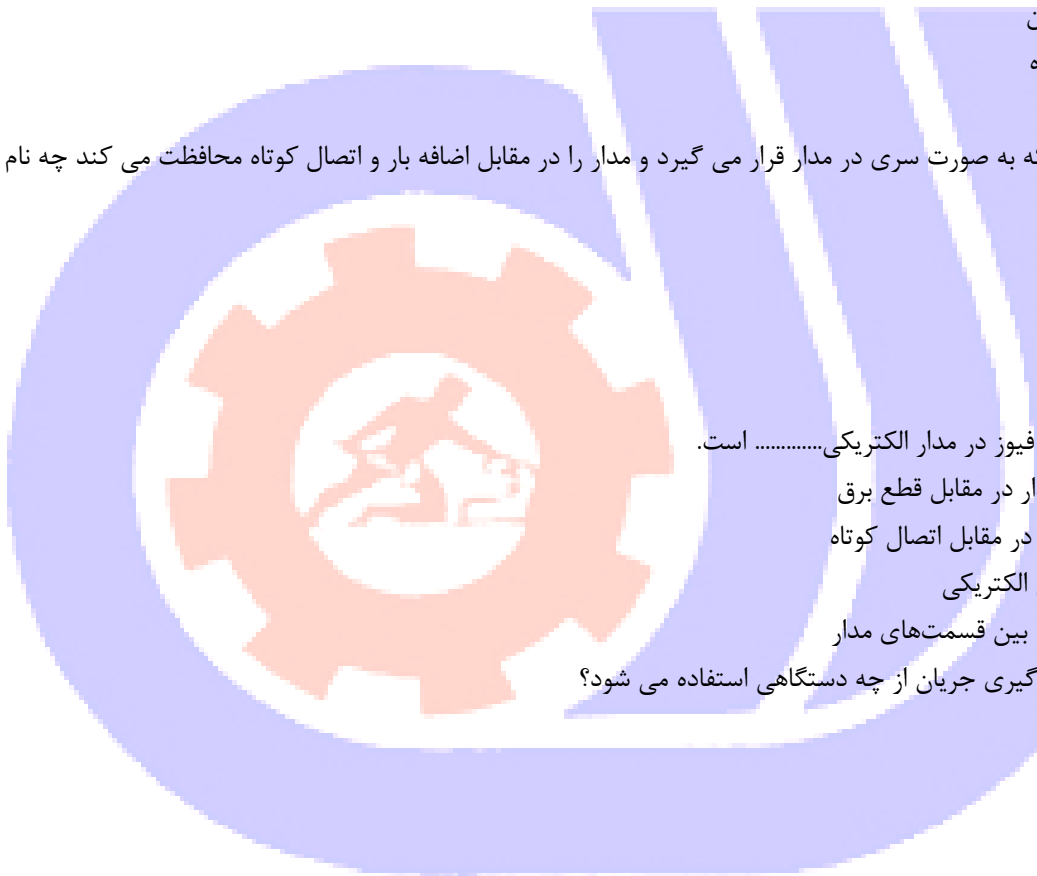 ن
ه
که به صورت سری در مدار قرار می گیرد و مدار را در مقابل اضافه بار و اتصال کوتاه محافظت می کند چه نام
فیوز در مدار الکتریکی............ است.
ار در مقابل قطع برق
در مقابل اتصال کوتاه
الکتریکی
بین قسمت‌های مدار
گیری جریان از چه دستگاهی استفاده می شود؟